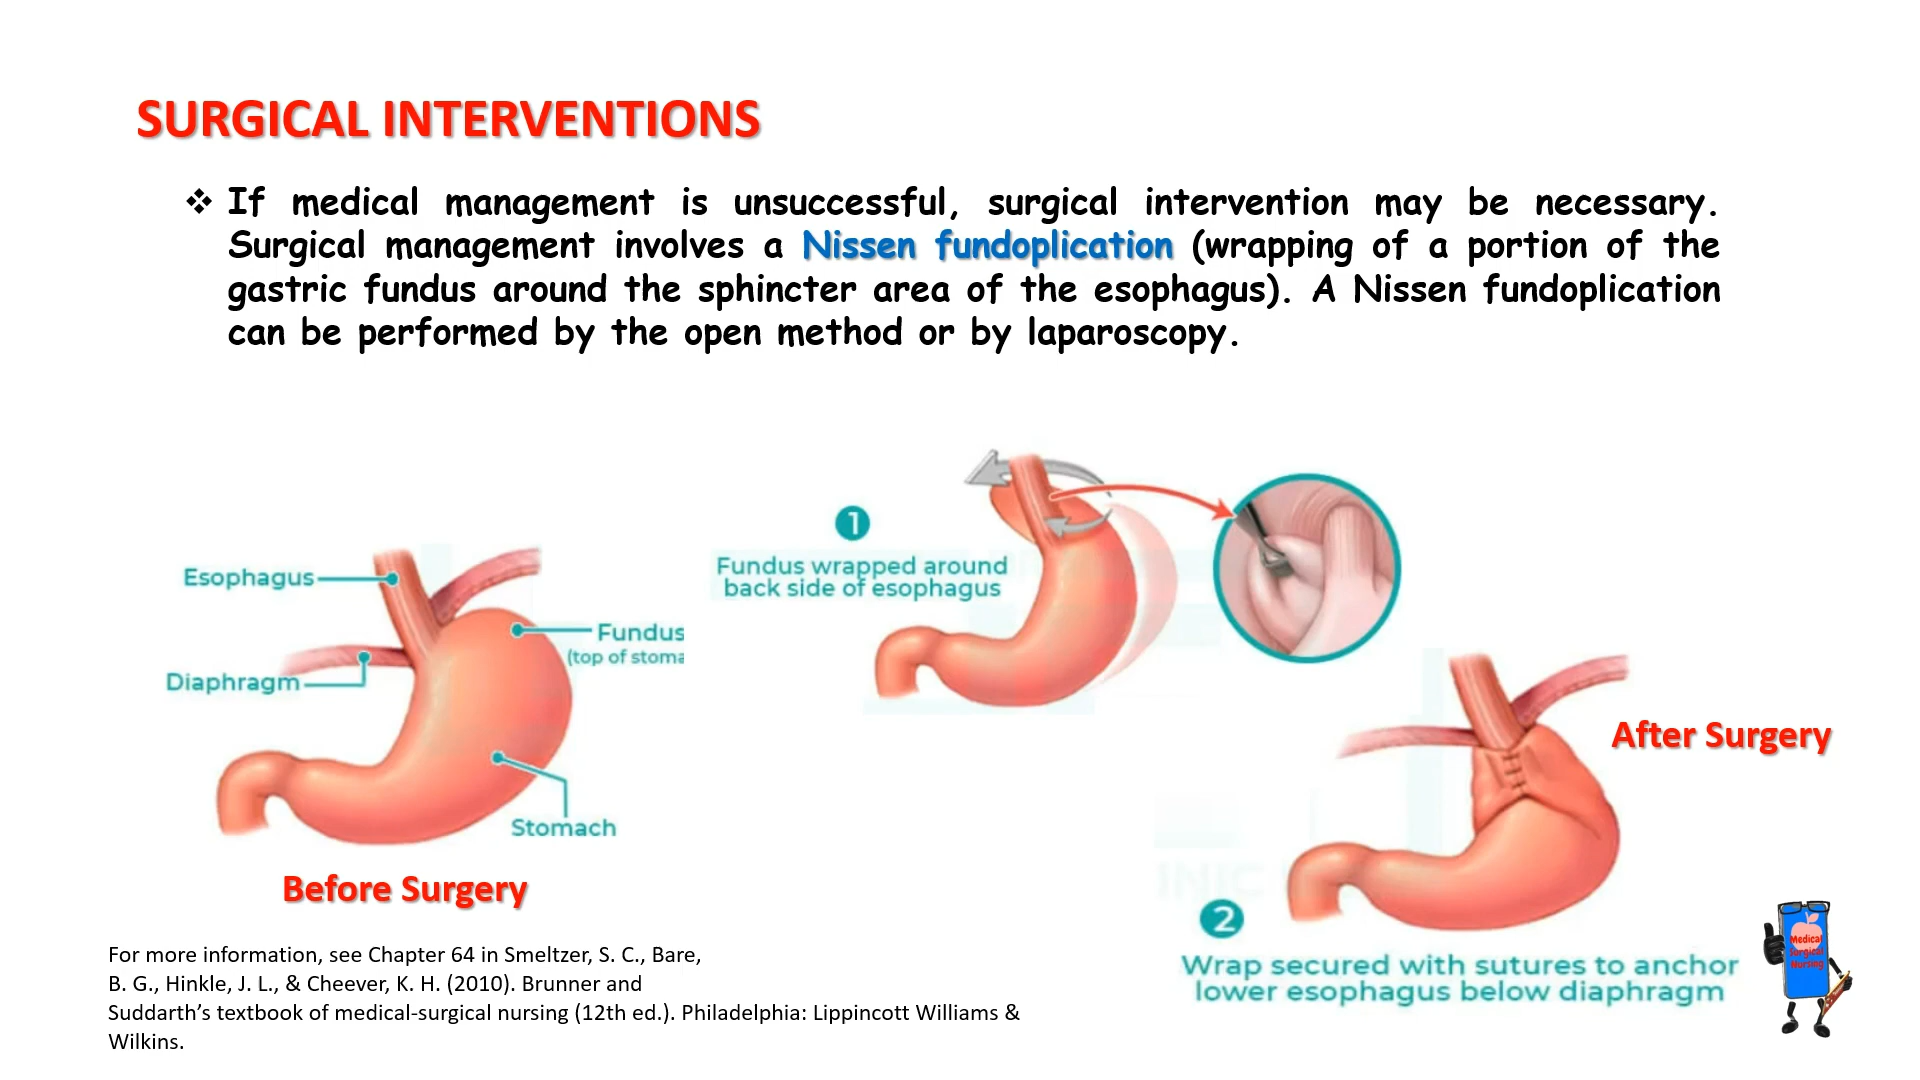 SURGICAL INTERVENTIONS
❖ If medical management is unsuccessful, surgical intervention may be necessary.
Surgical management involves a Nissen fundoplication (wrapping of a portion of the
gastric fundus around the sphincter area of the esophagus). A Nissen fundoplication
can be performed by the open method or by laparoscopy.
Esophagus
Fundus
(top of stoma
Diaphragm
Stomach
Before Surgery
1
Fundus wrapped around
back side of esophagus
After Surgery
2
Wrap secured with sutures to anchor
lower esophagus below diaphragm
For more information, see Chapter 64 in Smeltzer, S. C., Bare,
B. G., Hinkle, J. L., & Cheever, K. H. (2010). Brunner and
Suddarth’s textbook of medical-surgical nursing (12th ed.). Philadelphia: Lippincott Williams &
Wilkins.
Medical
Surgical
Nursing